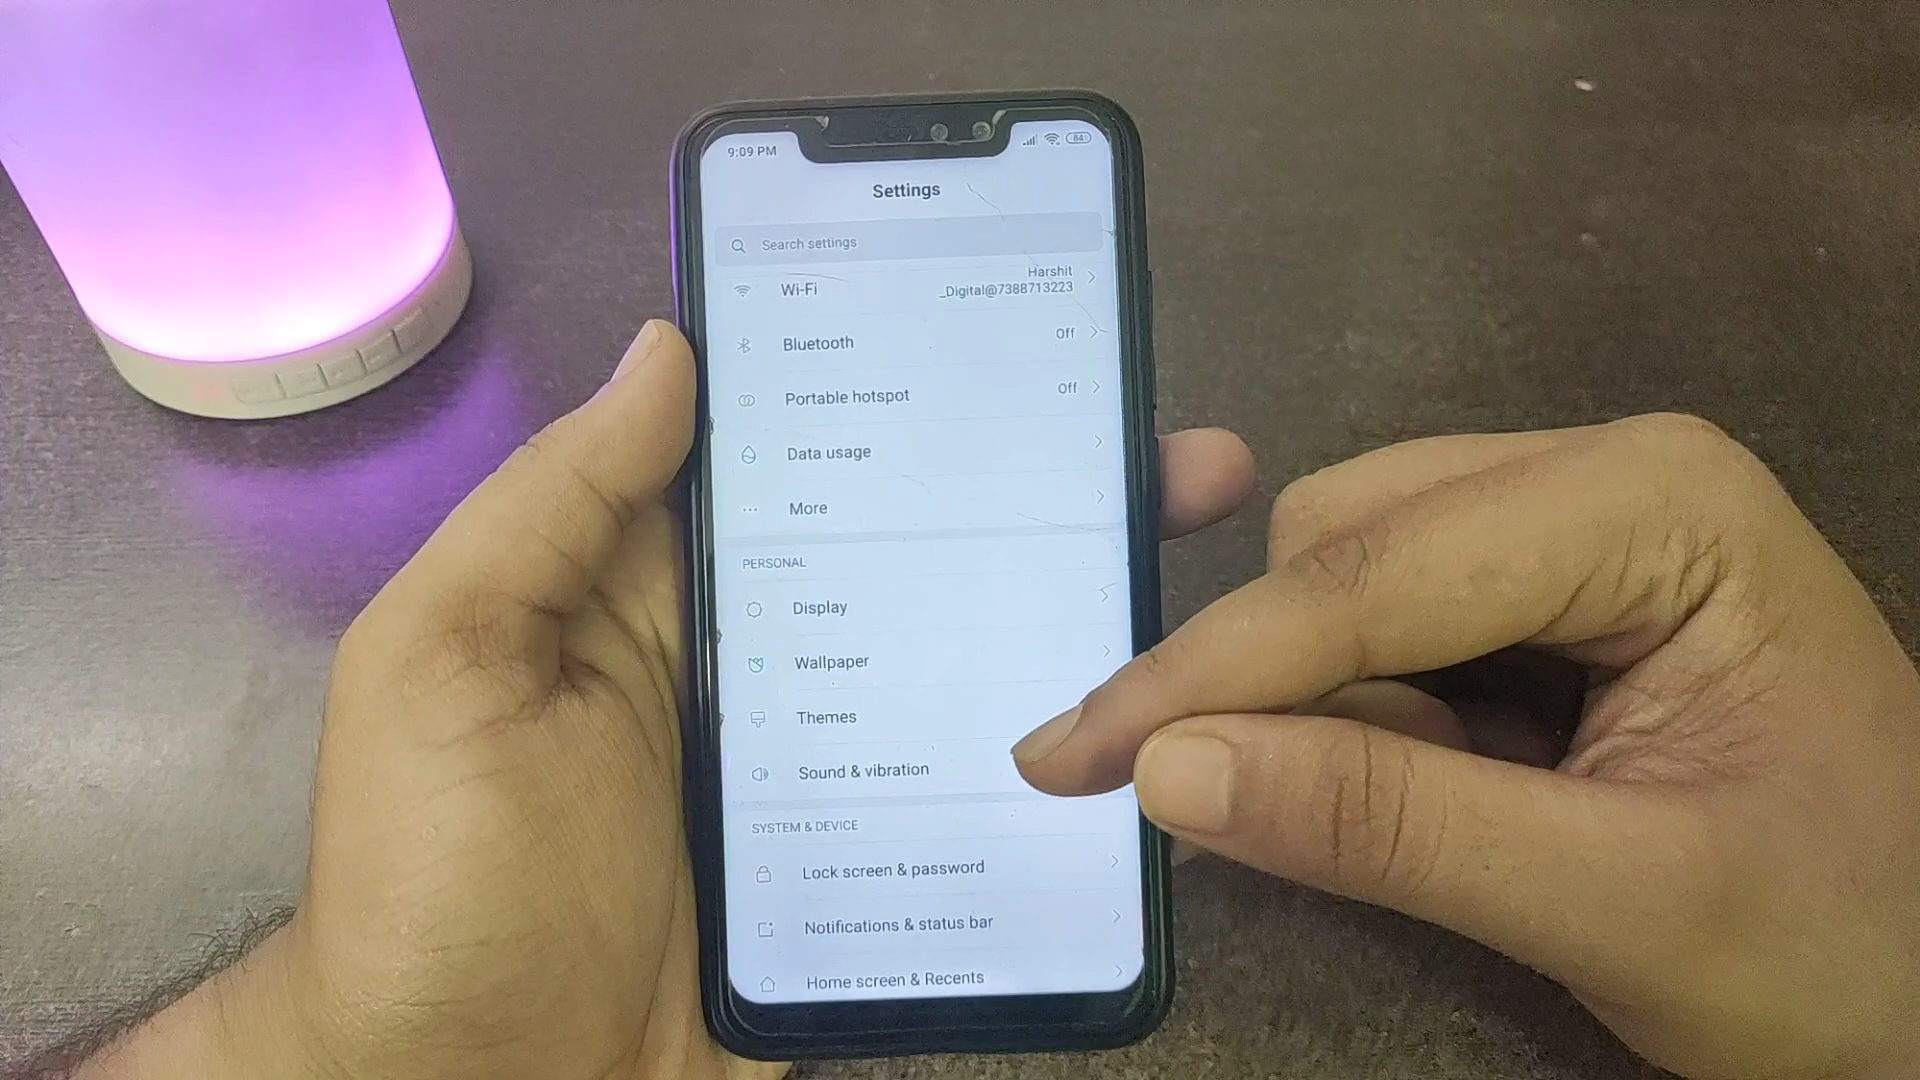 9:09 PM
84
Settings
Search settings
Wi-Fi
Harshit
_Digital@7388713223
Bluetooth
Off
Portable hotspot
Off
Data usage
More
PERSONAL
Display
Wallpaper
Themes
Sound & vibration
SYSTEM & DEVICE
Lock screen & password
Notifications & status bar
Home screen & Recents